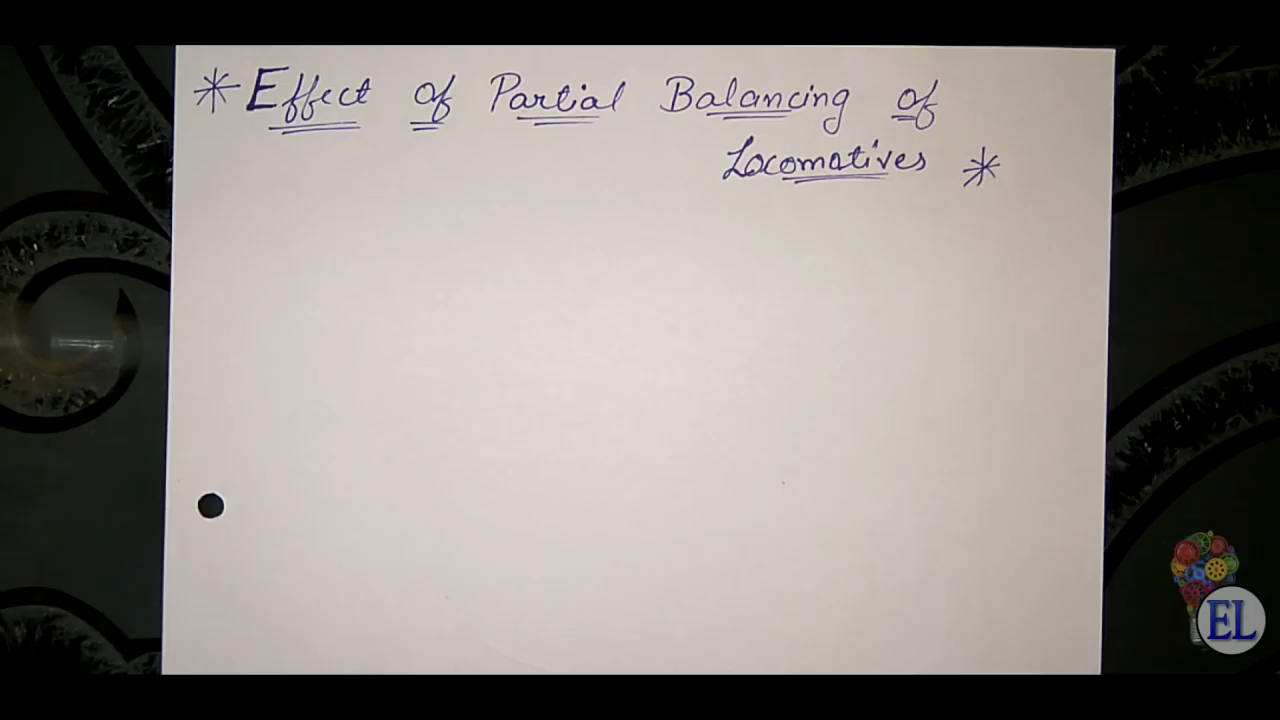 * Effect of Partial Balancing of
Locomotives *
EL